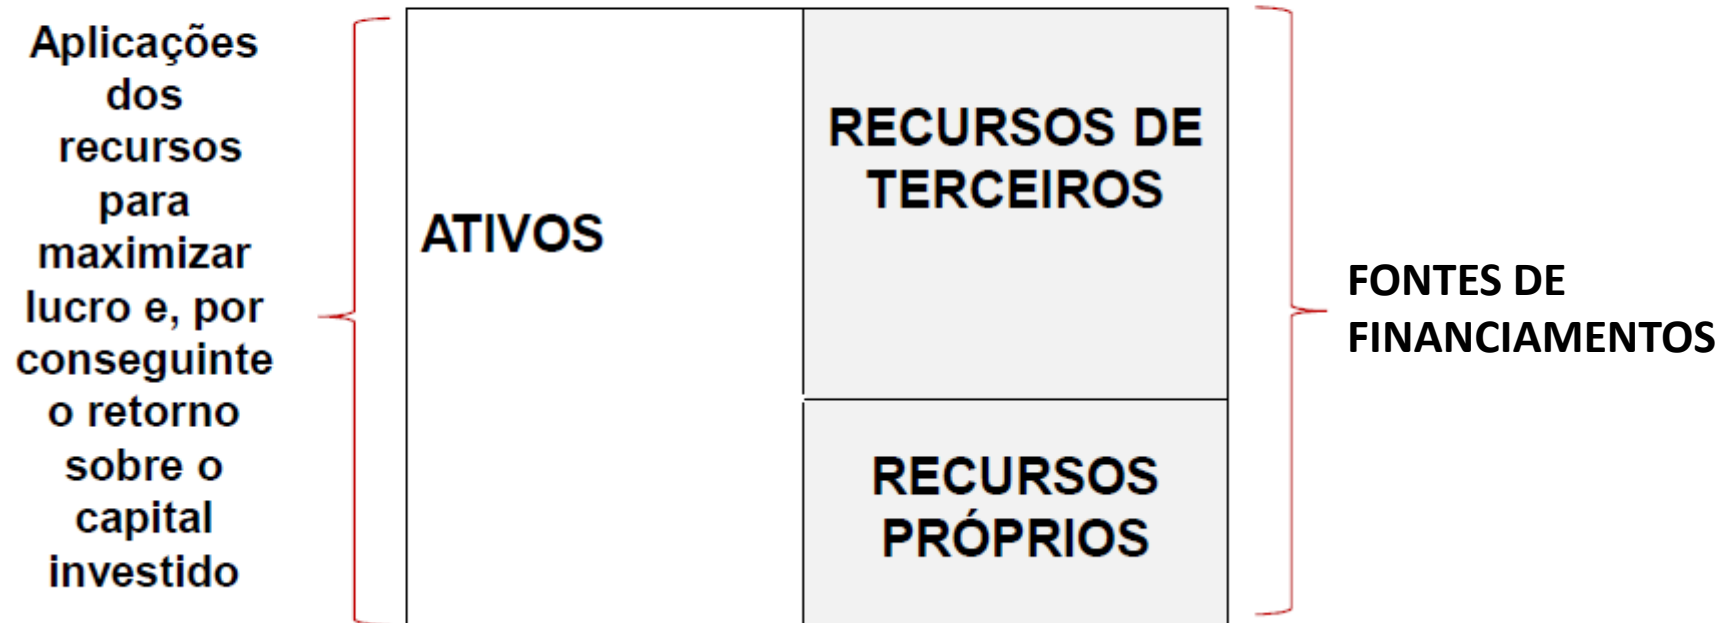 Aplicações
dos
recursos
para
maximizar
lucro e, por
conseguinte
o retorno
sobre o
capital
investido
ATIVOS
RECURSOS DE
TERCEIROS
RECURSOS
PRÓPRIOS
FONTES DE
FINANCIAMENTOS